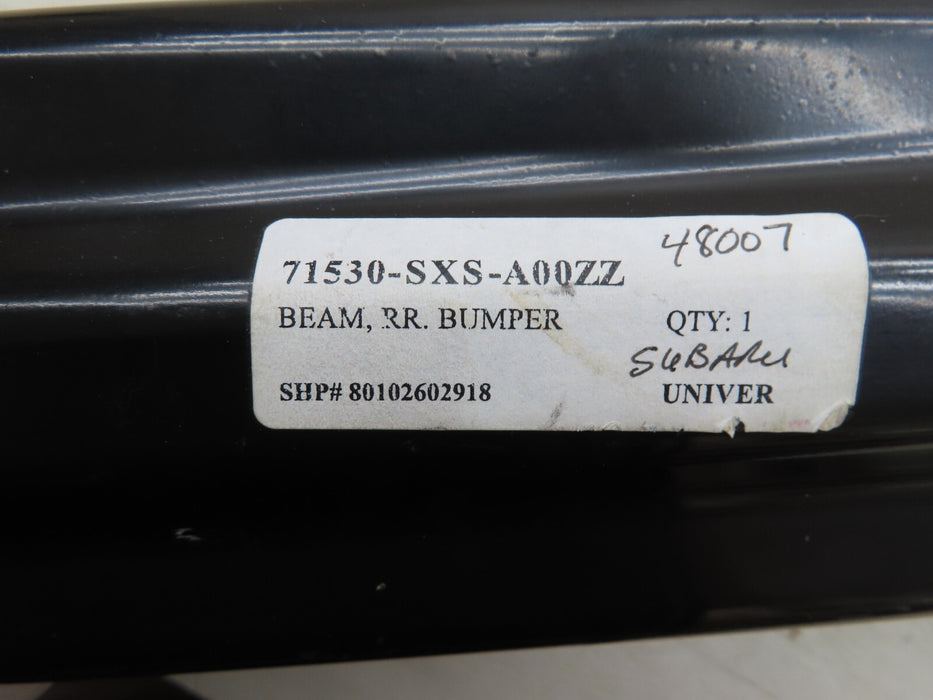 48007
71530-SXS-A00ZZ
BEAM, RR. BUMPER QTY: 1
SUBARU
SHP# 80102602918 UNIVER